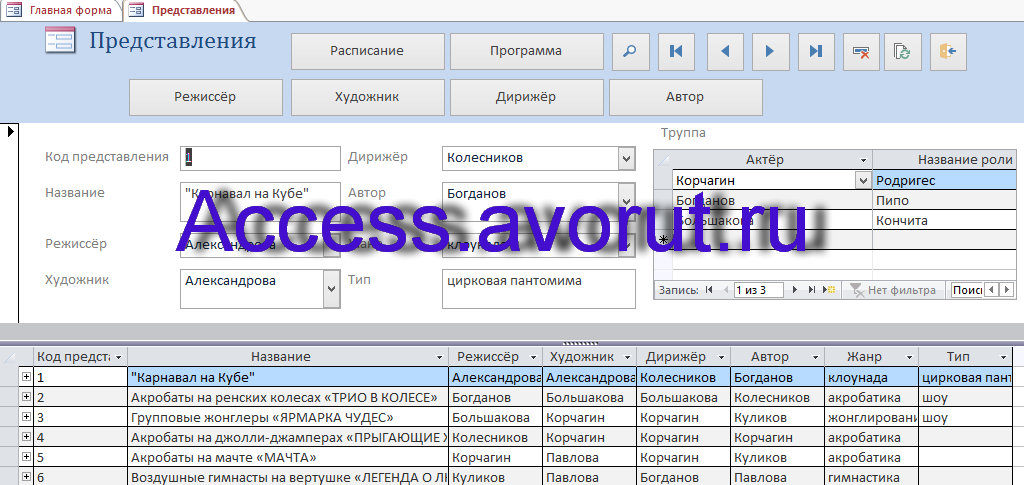 Главная форма Представления
Представления
Расписание Программа
Режиссёр Художник Дирижёр Автор
Труппа
Код представления 1 Дирижёр Колесников
Актёр Название роли
Корчагин Родригес
Название "Карнавал на Кубе" Автор Богданов
Богданов Пипо
Большакова Кончита
Access.avorut.ru
Режиссёр Александрова Жанр клоунада
Художник Александрова Тип цирковая пантомима
Запись: 1 из 3 Нет фильтра Поис
Код предста Название Режиссёр Художник Дирижёр Автор Жанр Тип
1 "Карнавал на Кубе" Александрова Александрова Колесников Богданов клоунада цирковая пант
2 Акробаты на ренских колесах «ТРИО В КОЛЕСЕ» Богданов Большакова Большакова Колесников акробатика шоу
3 Групповые жонглеры «ЯРМАРКА ЧУДЕС» Большакова Корчагин Корчагин Куликов жонглировани шоу
4 Акробаты на джолли-джамперах «ПРЫГАЮЩИЕ Колесников Корчагин Корчагин Корчагин акробатика
5 Акробаты на мачте «МАЧТА» Корчагин Павлова Корчагин Куликов акробатика
6 Воздушные гимнасты на вертушке «ЛЕГЕНДА О Куликов Павлова Богданов Павлова гимнастика